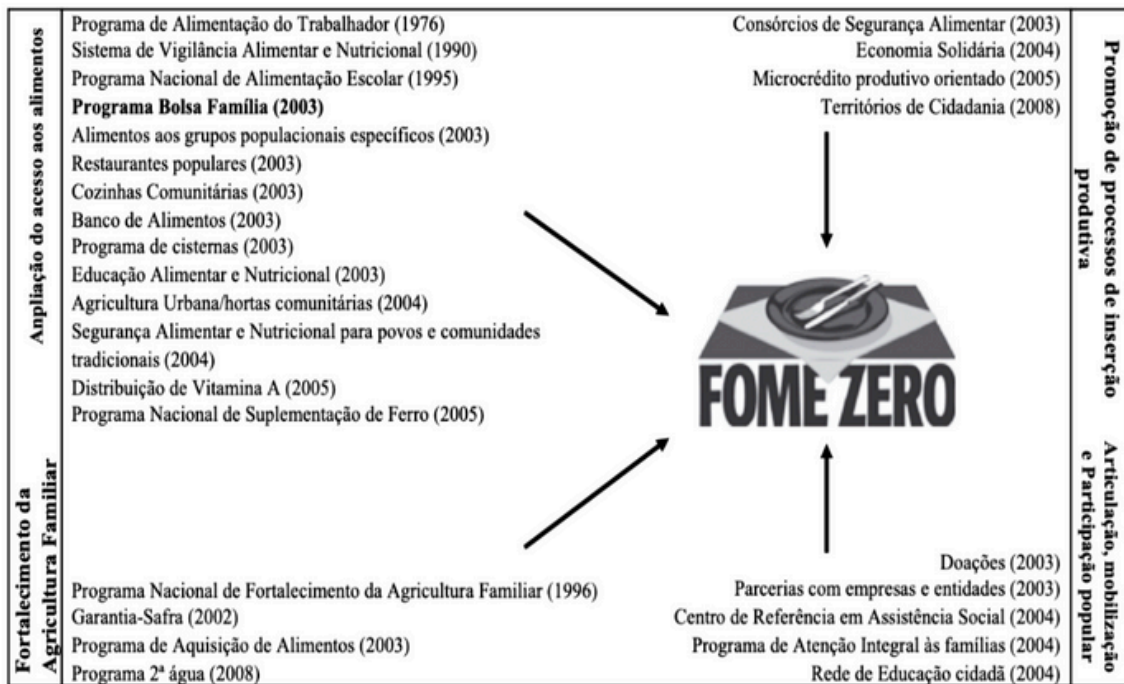 Anpliação do acesso aos alimentos
Programa de Alimentação do Trabalhador (1976)
Sistema de Vigilância Alimentar e Nutricional (1990)
Programa Nacional de Alimentação Escolar (1995)
Programa Bolsa Família (2003)
Alimentos aos grupos populacionais específicos (2003)
Restaurantes populares (2003)
Cozinhas Comunitárias (2003)
Banco de Alimentos (2003)
Programa de cisternas (2003)
Educação Alimentar e Nutricional (2003)
Agricultura Urbana/hortas comunitárias (2004)
Segurança Alimentar e Nutricional para povos e comunidades
tradicionais (2004)
Distribuição de Vitamina A (2005)
Programa Nacional de Suplementação de Ferro (2005)
Consórcios de Segurança Alimentar (2003)
Economia Solidária (2004)
Microcrédito produtivo orientado (2005)
Territórios de Cidadania (2008)
Promoção de processos de inserção
produtiva
FOME ZERO
Fortalecimento da
Agricultura Familiar
Programa Nacional de Fortalecimento da Agricultura Familiar (1996)
Garantia-Safra (2002)
Programa de Aquisição de Alimentos (2003)
Programa 2ª água (2008)
Doações (2003)
Parcerias com empresas e entidades (2003)
Centro de Referência em Assistência Social (2004)
Programa de Atenção Integral às famílias (2004)
Rede de Educação cidadã (2004)
Articulação, mobilização
e Participação popular